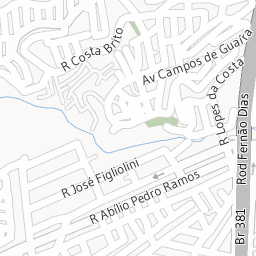 R Costa Brito
Av Campos de Guarra
R Lopes da Costa
Rod Fernão Dias
R José Figliolini
R Abílio Pedro Ramos
Br 381